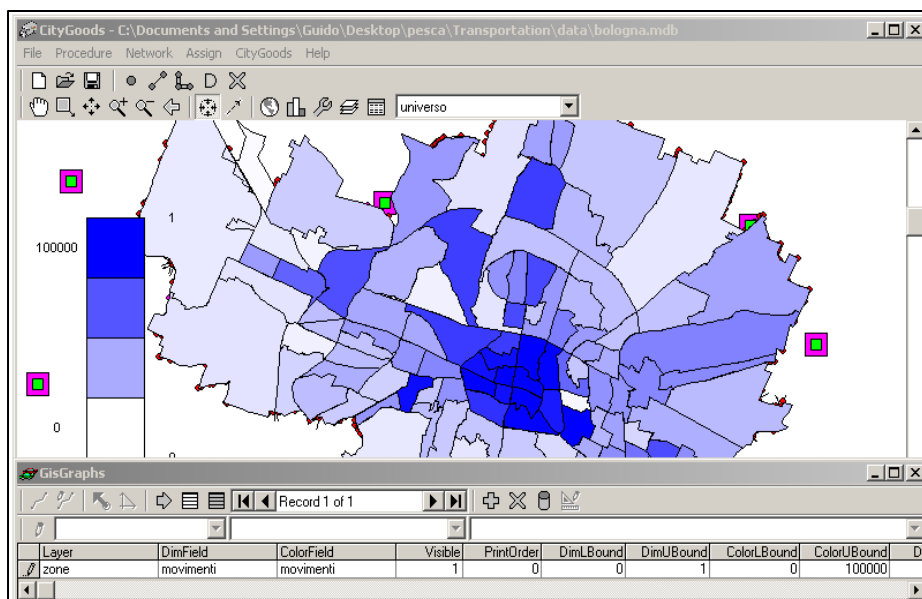 CityGoods - C:\Documents and Settings\Guido\Desktop\pesca\Transportation\data\bologna.mdb
File Procedure Network Assign CityGoods Help
universo
1
100000
0
GisGraphs
Record 1 of 1
Layer DimField ColorField Visible PrintOrder DimLBound DimUBound ColorLBound ColorUBound D
zone movimenti movimenti 1 0 0 1 0 100000